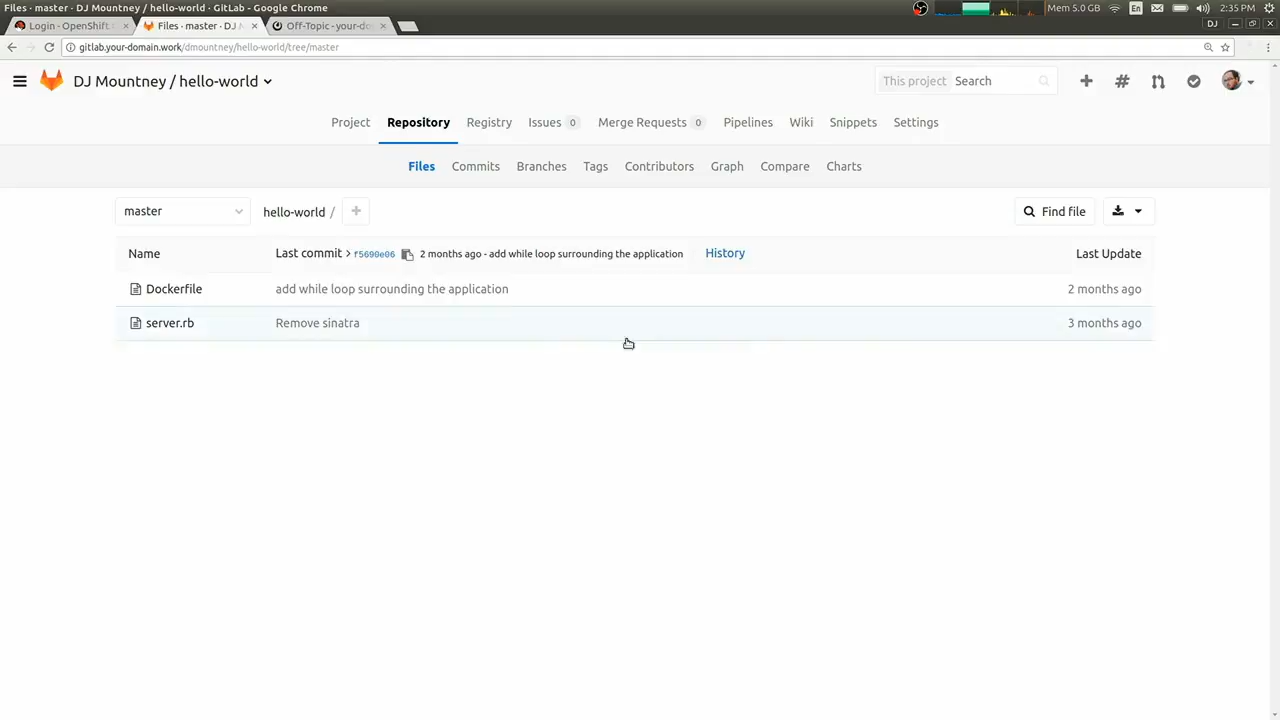 Files · master · DJ Mountney / hello-world · GitLab - Google Chrome
Mem 5.0 GB
En
2:35 PM
Login - OpenShift
Files · master · DJ
Off-Topic - your-do
DJ
gitlab.your-domain.work/dmountney/hello-world/tree/master
DJ Mountney / hello-world
This project Search
Project Repository Registry Issues 0 Merge Requests 0 Pipelines Wiki Snippets Settings
Files Commits Branches Tags Contributors Graph Compare Charts
master hello-world / + Find file
Name Last commit > f5690e06 2 months ago - add while loop surrounding the application History Last Update
Dockerfile add while loop surrounding the application 2 months ago
server.rb Remove sinatra 3 months ago